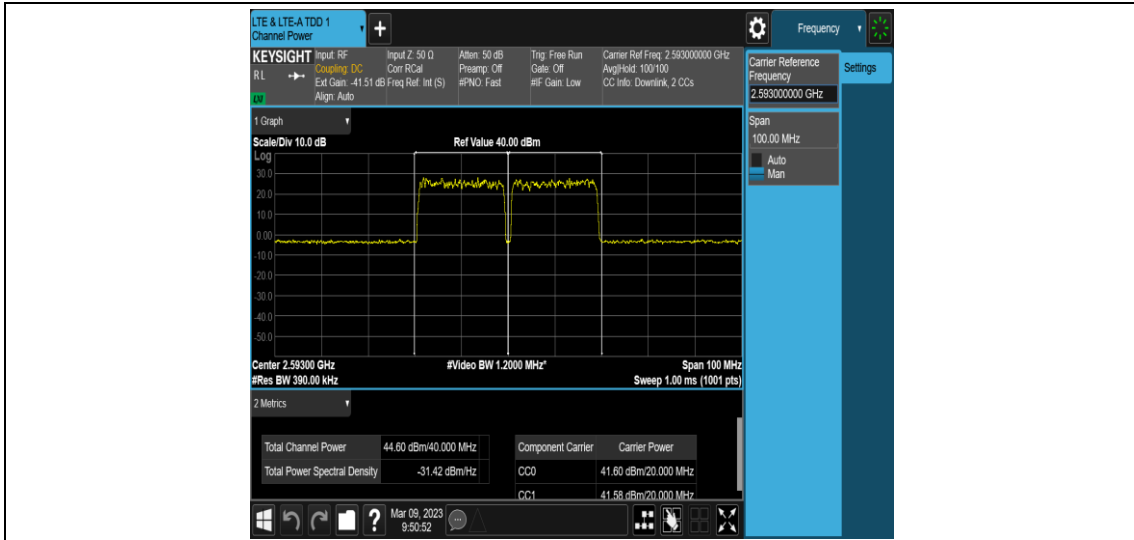 LTE & LTE-A TDD 1
Channel Power
+
Frequency
KEYSIGHT
RL
LXI
Input: RF
Coupling: DC
Ext Gain: -41.51 dB
Align: Auto
Input Z: 50 Ω
Corr RCal
Freq Ref: Int (S)
Atten: 50 dB
Preamp: Off
#PNO: Fast
Trig: Free Run
Gate: Off
#IF Gain: Low
Carrier Ref Freq: 2.593000000 GHz
Avg|Hold: 100/100
CC Info: Downlink, 2 CCs
Carrier Reference
Frequency
2.593000000 GHz
Settings
Span
100.00 MHz
Auto
Man
1 Graph
Scale/Div 10.0 dB
Ref Value 40.00 dBm
Log
30.0
20.0
10.0
0.00
-10.0
-20.0
-30.0
-40.0
-50.0
Center 2.59300 GHz
#Video BW 1.2000 MHz*
Span 100 MHz
#Res BW 390.00 kHz
Sweep 1.00 ms (1001 pts)
2 Metrics
Total Channel Power 44.60 dBm/40.000 MHz
Total Power Spectral Density -31.42 dBm/Hz
Component Carrier Carrier Power
CC0 41.60 dBm/20.000 MHz
CC1 41.58 dBm/20.000 MHz
?
Mar 09, 2023
9:50:52